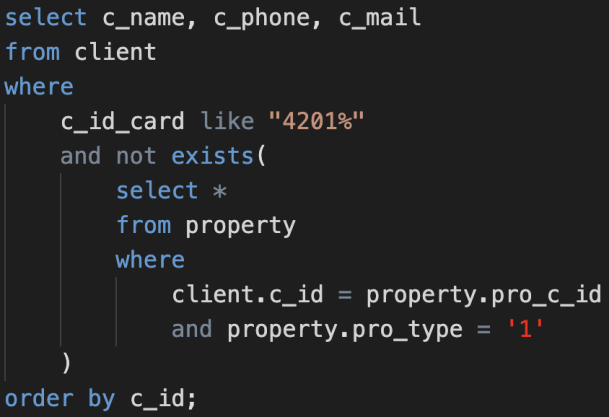 select c_name, c_phone, c_mail
from client
where
    c_id_card like "4201%"
    and not exists(
        select *
        from property
        where
            client.c_id = property.pro_c_id
            and property.pro_type = '1'
    )
order by c_id;